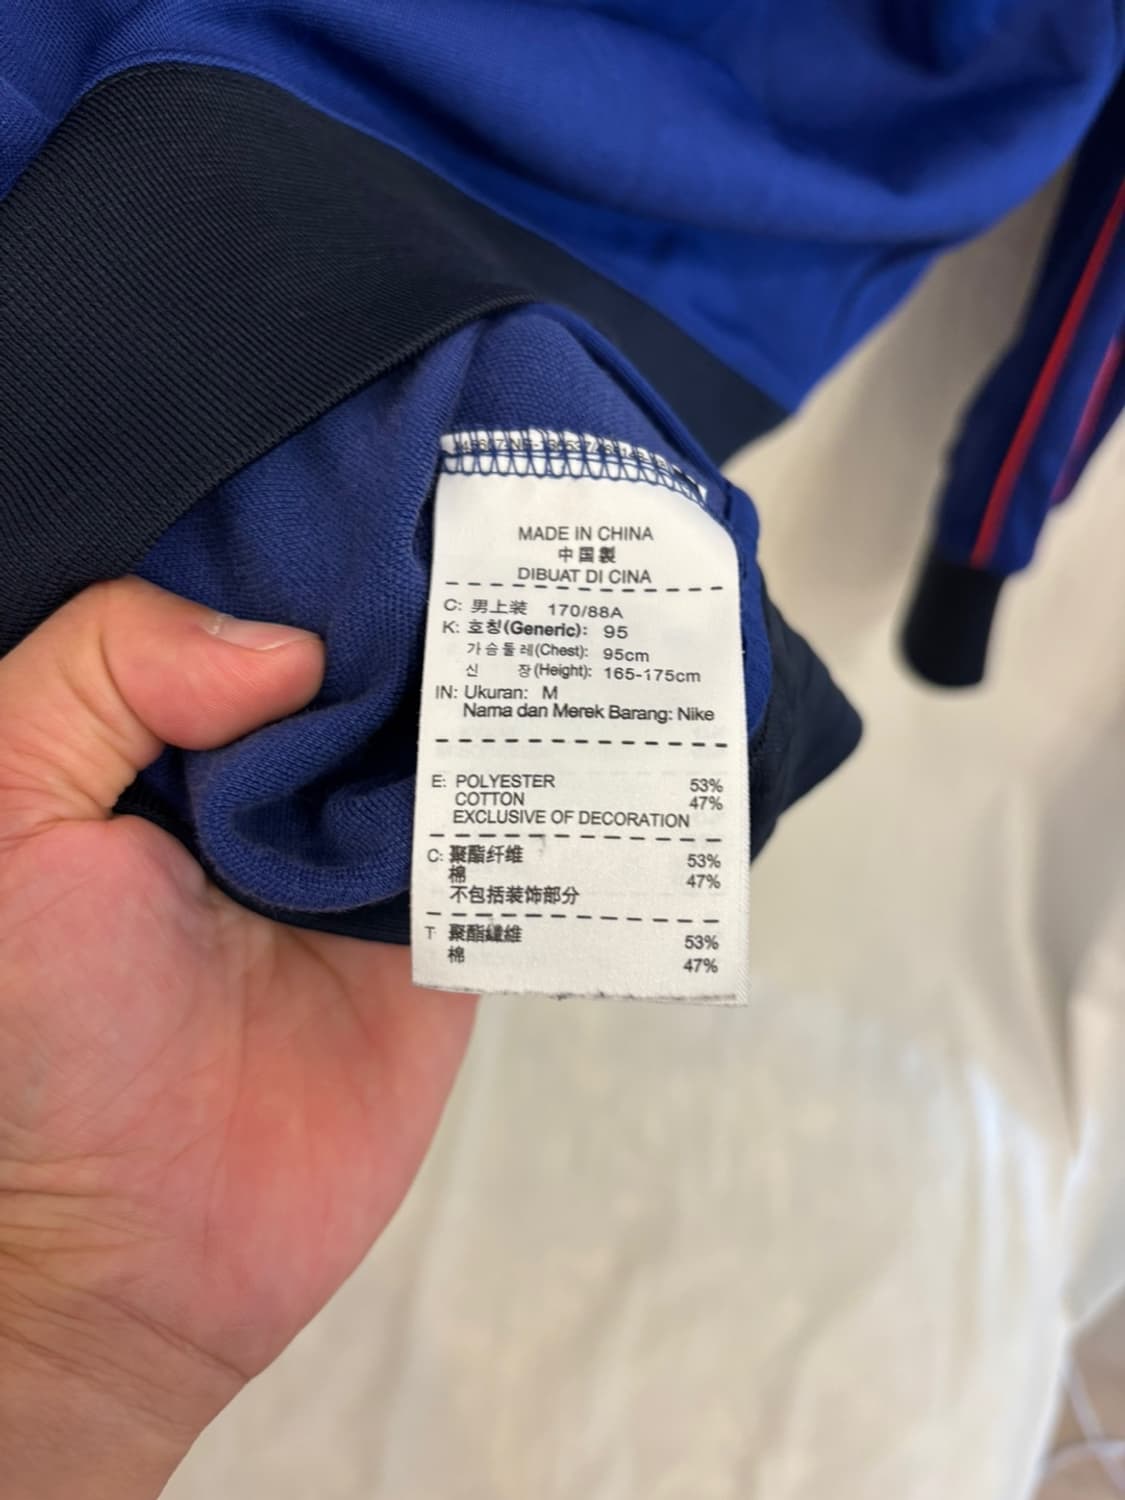 MADE IN CHINA
中国製
DIBUAT DI CINA
C: 男上装 170/88A
K: 호칭(Generic): 95
가슴둘레(Chest): 95cm
신 장(Height): 165-175cm
IN: Ukuran: M
Nama dan Merek Barang: Nike
E: POLYESTER 53%
COTTON 47%
EXCLUSIVE OF DECORATION
C: 聚酯纤维 53%
棉 47%
不包括装饰部分
T 聚酯纖維 53%
棉 47%